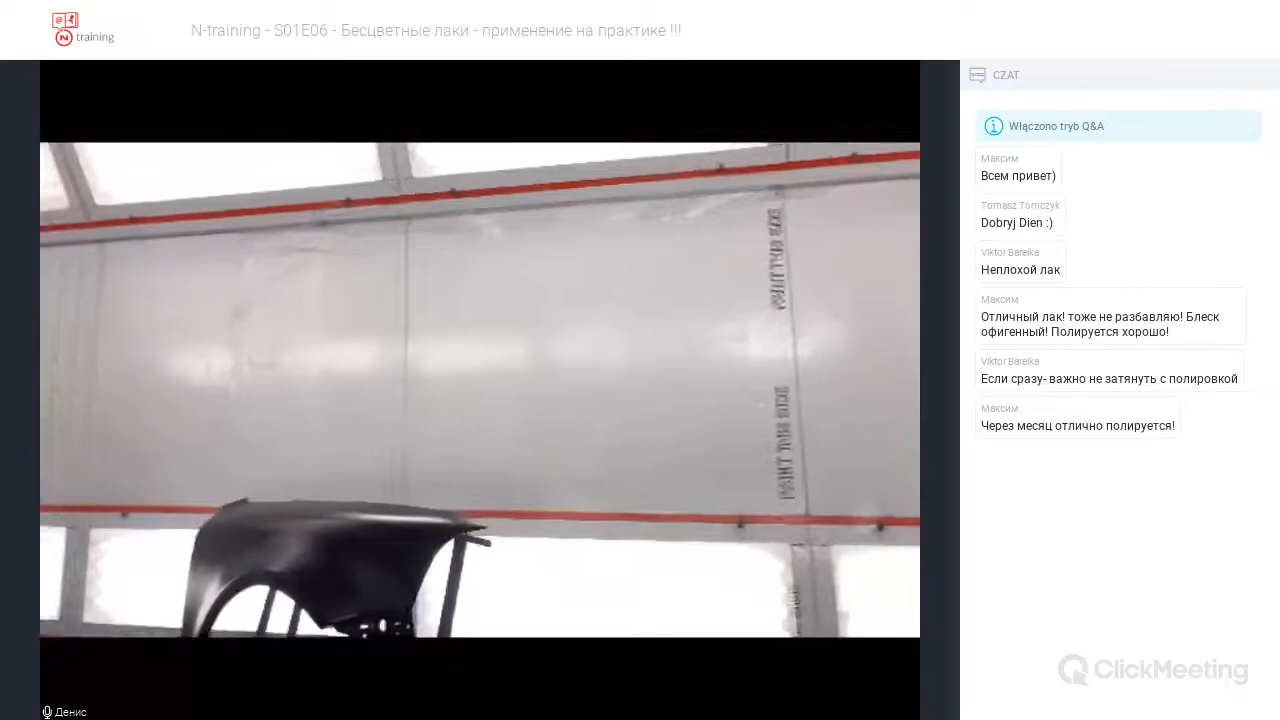 N
training
N-training - S01E06 - Бесцветные лаки - применение на практике !!!
CZAT
Włączono tryb Q&A
Максим
Всем привет)
Tomasz Tomczyk
Dobryj Dien :)
Viktor Bareika
Неплохой лак
Максим
Отличный лак! тоже не разбавляю! Блеск
офигенный! Полируется хорошо!
Viktor Bareika
Если сразу- важно не затянуть с полировкой
Максим
Через месяц отлично полируется!
ClickMeeting
Денис